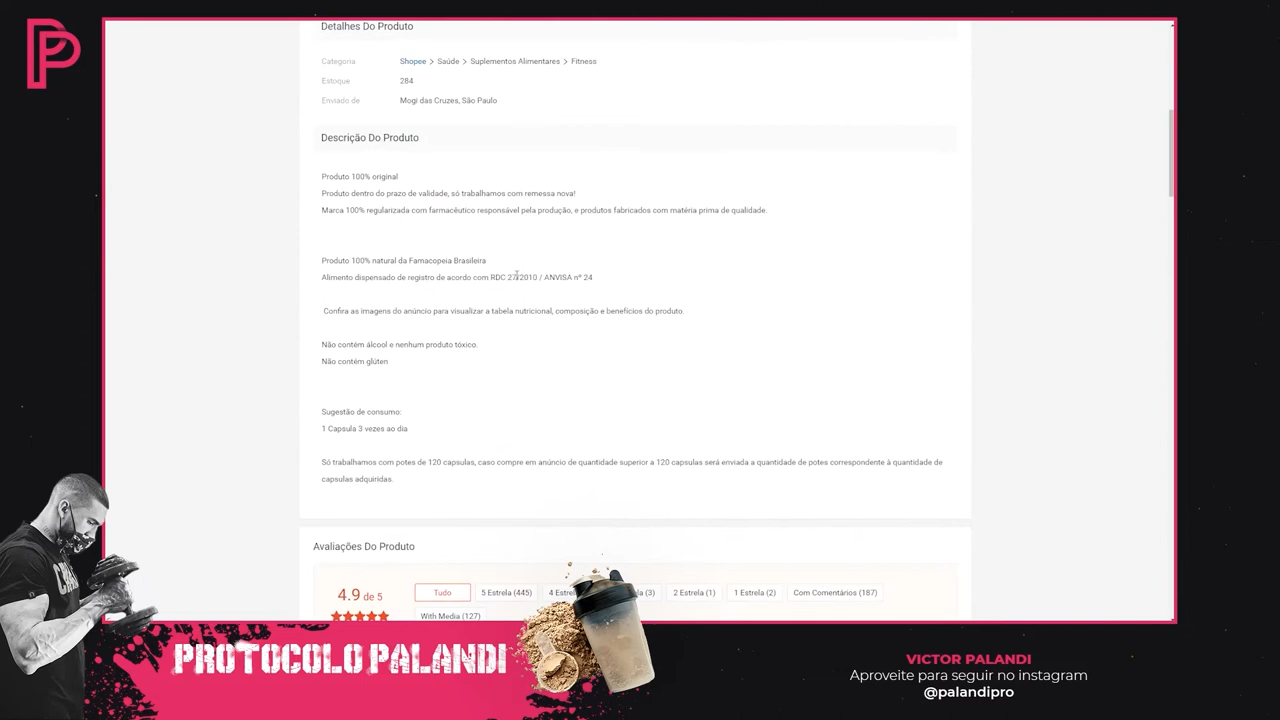 Detalhes Do Produto
Categoria Shopee > Saúde > Suplementos Alimentares > Fitness
Estoque 284
Enviado de Mogi das Cruzes, São Paulo
Descrição Do Produto
Produto 100% original
Produto dentro do prazo de validade, só trabalhamos com remessa nova!
Marca 100% regularizada com farmacêutico responsável pela produção, e produtos fabricados com matéria prima de qualidade.
Produto 100% natural da Famacopeia Brasileira
Alimento dispensado de registro de acordo com RDC 27/2010 / ANVISA nº 24
Confira as imagens do anúncio para visualizar a tabela nutricional, composição e benefícios do produto.
Não contém álcool e nenhum produto tóxico.
Não contém glúten
Sugestão de consumo:
1 Capsula 3 vezes ao dia
Só trabalhamos com potes de 120 capsulas, caso compre em anúncio de quantidade superior a 120 capsulas será enviada a quantidade de potes correspondente à quantidade de
capsulas adquiridas.
Avaliações Do Produto
4.9 de 5 Tudo 5 Estrela (445) 4 (3) 2 Estrela (1) 1 Estrela (2) Com Comentários (187)
With Media (127)
PROTOCOLO PALANDI
VICTOR PALANDI
Aproveite para seguir no instagram
@palandipro